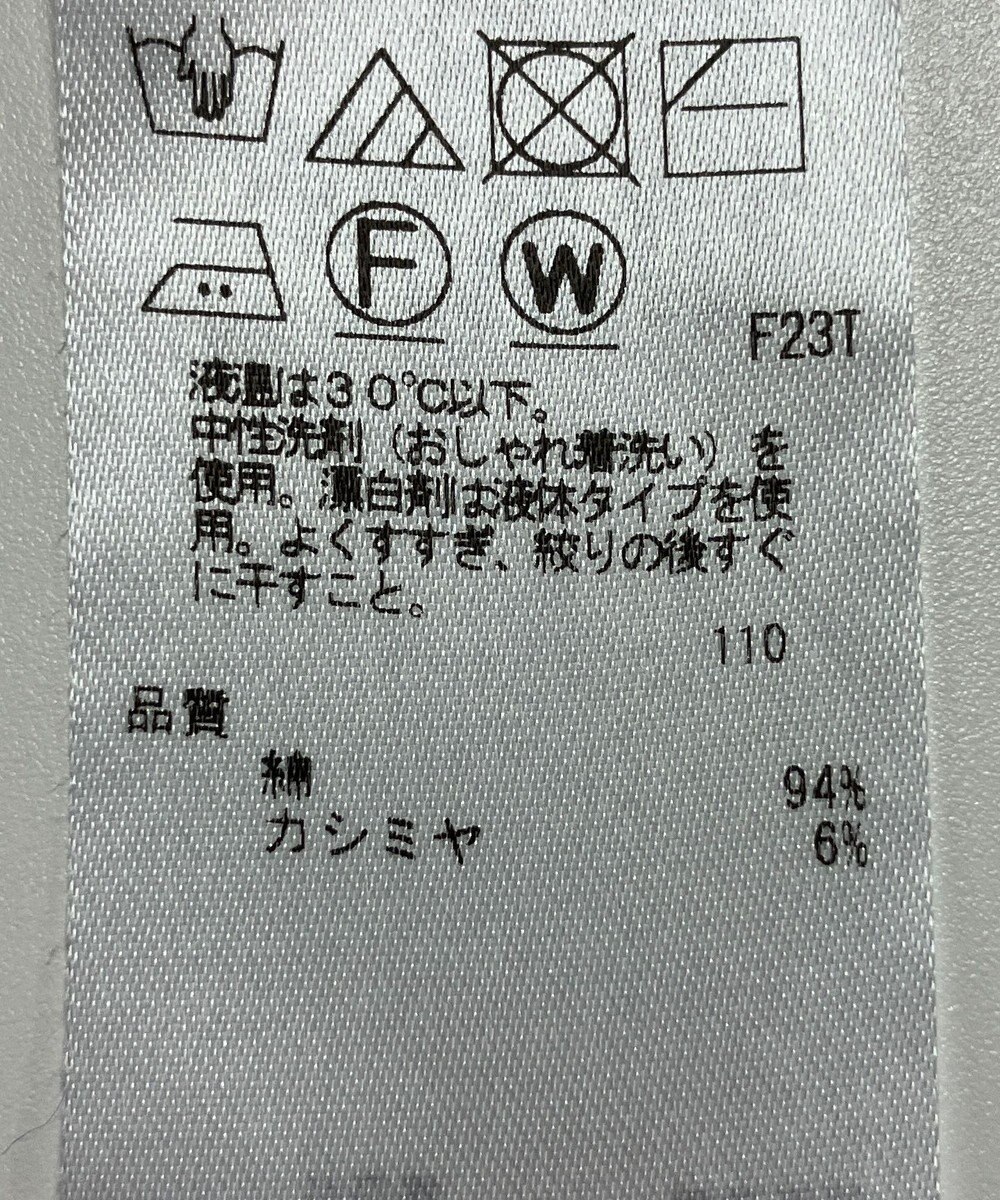 F W
F23T
液温は30℃以下。
中性洗剤（おしゃれ着洗い）を
使用。漂白剤は液体タイプを使
用。よくすすぎ、絞りの後すぐ
に干すこと。
110
品質
綿 94%
カシミヤ 6%